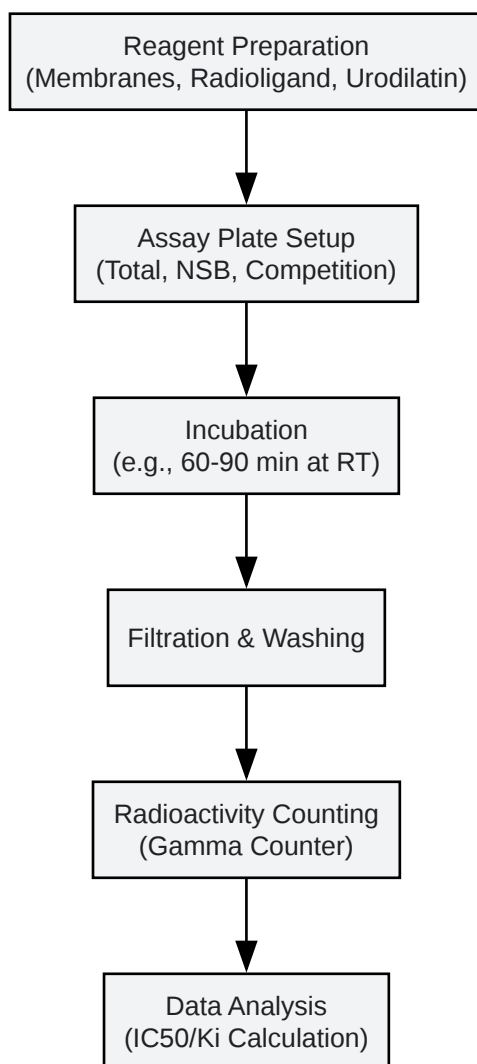 Reagent Preparation
(Membranes, Radioligand, Urodilatin)
Assay Plate Setup
(Total, NSB, Competition)
Incubation
(e.g., 60-90 min at RT)
Filtration & Washing
Radioactivity Counting
(Gamma Counter)
Data Analysis
(IC50/Ki Calculation)